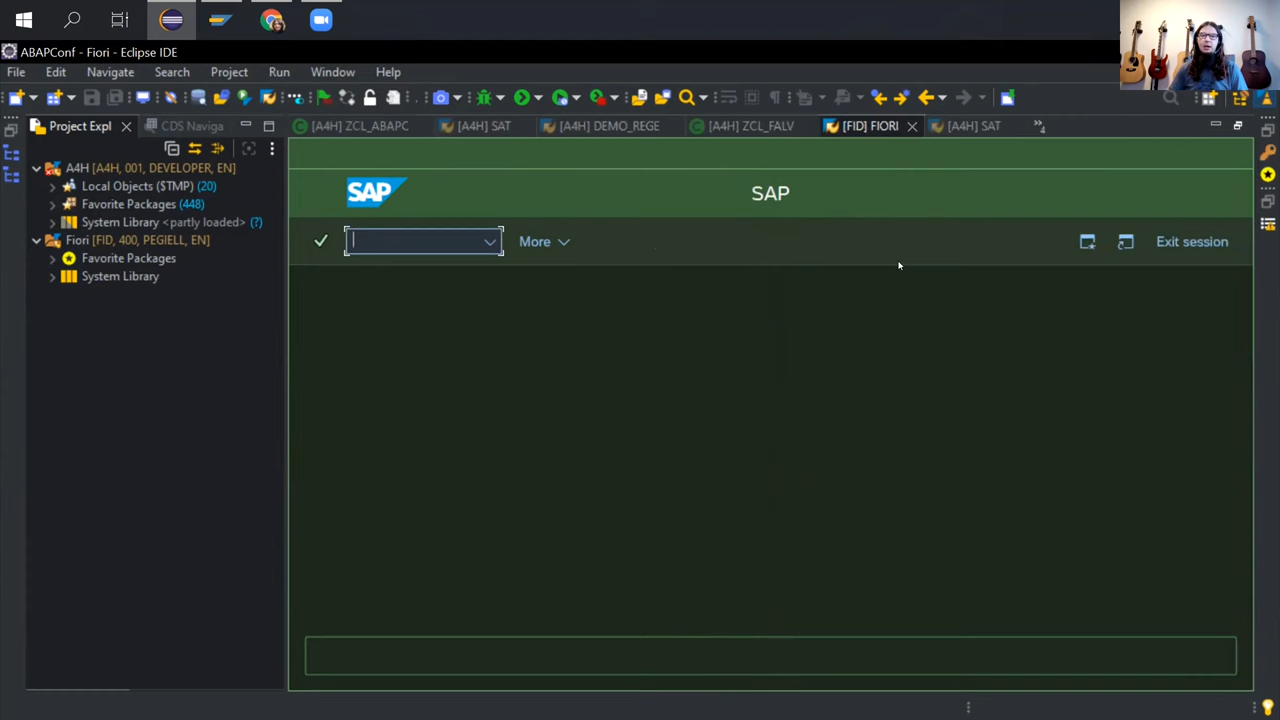 ABAPConf - Fiori - Eclipse IDE
File Edit Navigate Search Project Run Window Help
Project Expl CDS Naviga [A4H] ZCL_ABAPC [A4H] SAT [A4H] DEMO_REGE [A4H] ZCL_FALV [FID] FIORI [A4H] SAT »4
A4H [A4H, 001, DEVELOPER, EN]
Local Objects ($TMP) (20)
Favorite Packages (448)
System Library <partly loaded> (?)
Fiori [FID, 400, PEGIELL, EN]
Favorite Packages
System Library
SAP SAP
More Exit session